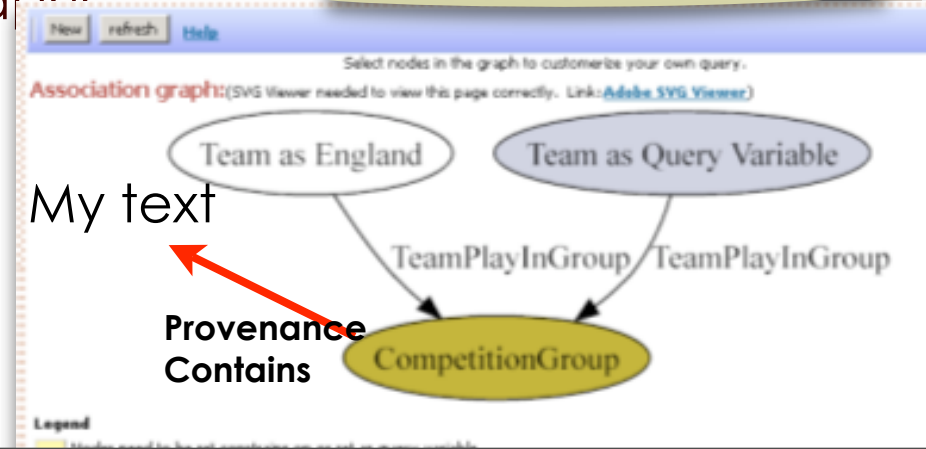 New refresh Help
Select nodes in the graph to customerize your own query.
Association graph:(SVG Viewer needed to view this page correctly. Link:Adobe SVG Viewer)
Team as England Team as Query Variable
My text
TeamPlayInGroup TeamPlayInGroup
Provenance
Contains
CompetitionGroup
Legend